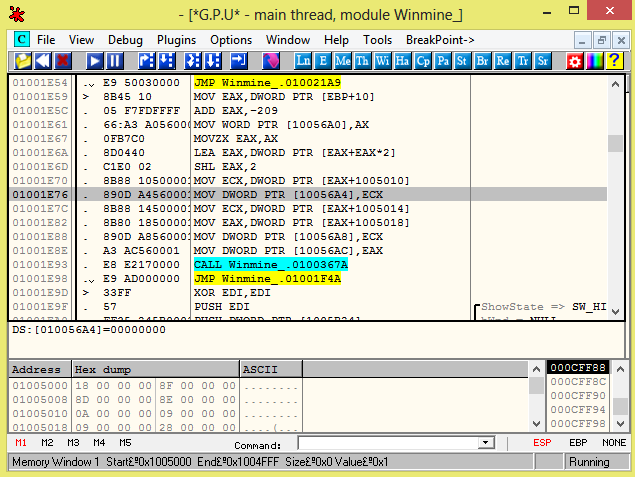 - [*G.P.U* - main thread, module Winmine_]
C File View Debug Plugins Options Window Help Tools BreakPoint->
Ln E Me Th Wi Ha Cp Pa St Br Re Tr Sr ?
01001E54 .v E9 50030000 JMP Winmine_.010021A9
01001E59 > 8B45 10 MOV EAX,DWORD PTR [EBP+10]
01001E5C . 05 F7FDFFFF ADD EAX,-209
01001E61 . 66:A3 A056000 MOV WORD PTR [10056A0],AX
01001E67 . 0FB7C0 MOVZX EAX,AX
01001E6A . 8D0440 LEA EAX,DWORD PTR [EAX+EAX*2]
01001E6D . C1E0 02 SHL EAX,2
01001E70 . 8B88 10500001 MOV ECX,DWORD PTR [EAX+1005010]
01001E76 . 890D A4560001 MOV DWORD PTR [10056A4],ECX
01001E7C . 8B88 14500001 MOV ECX,DWORD PTR [EAX+1005014]
01001E82 . 8B80 18500001 MOV EAX,DWORD PTR [EAX+1005018]
01001E88 . 890D A8560001 MOV DWORD PTR [10056A8],ECX
01001E8E . A3 AC560001 MOV DWORD PTR [10056AC],EAX
01001E93 . E8 E2170000 CALL Winmine_.0100367A
01001E98 .v E9 AD000000 JMP Winmine_.01001F4A
01001E9D > 33FF XOR EDI,EDI
01001E9F . 57 PUSH EDI ShowState => SW_HI
DS:[010056A4]=00000000
Address Hex dump ASCII
01005000 18 00 00 00 8F 00 00 00 ........ 000CFF88
01005008 8D 00 00 00 8E 00 00 00 ........ 000CFF8C
01005010 0A 00 00 00 09 00 00 00 ........ 000CFF90
01005018 09 00 00 00 28 00 00 00 ....(... 000CFF94
000CFF98
M1 M2 M3 M4 M5 Command: ESP EBP NONE
Memory Window 1 Start£º0x1005000 End£º0x1004FFF Size£º0x0 Value£º0x1 Running